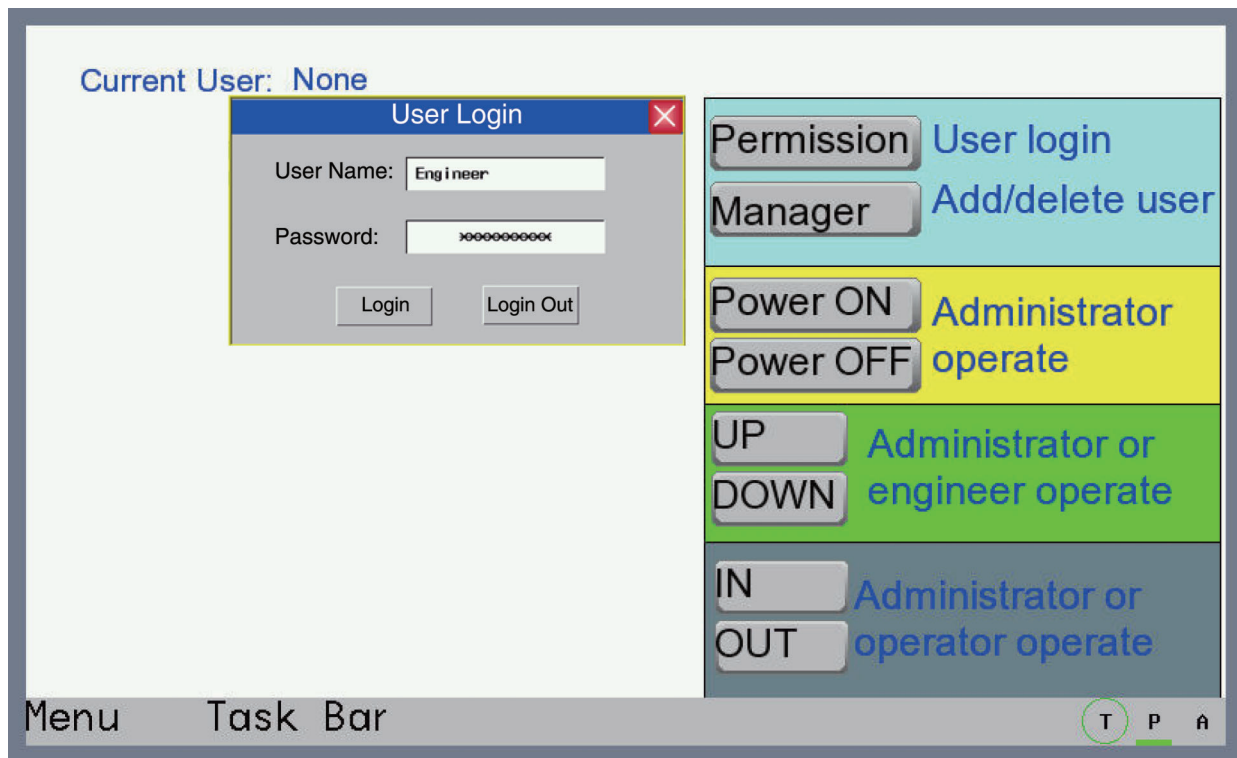 Current User: None
User Login
User Name: Engineer
Password: xxxxxxxxxx
Login
Login Out
Permission
User login
Manager
Add/delete user
Power ON
Power OFF
Administrator
operate
UP
DOWN
Administrator or
engineer operate
IN
OUT
Administrator or
operator operate
Menu
Task Bar
T P A